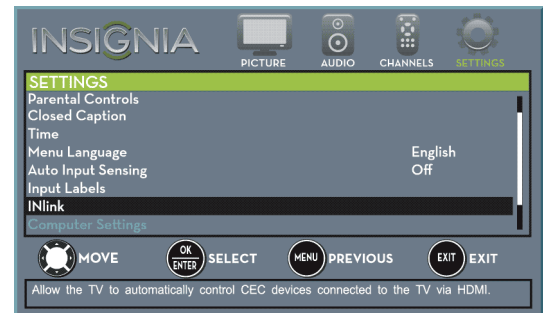 INSIGNIA
PICTURE AUDIO CHANNELS SETTINGS
SETTINGS
Parental Controls
Closed Caption
Time
Menu Language English
Auto Input Sensing Off
Input Labels
INlink
Computer Settings
MOVE OK ENTER SELECT MENU PREVIOUS EXIT EXIT
Allow the TV to automatically control CEC devices connected to the TV via HDMI.